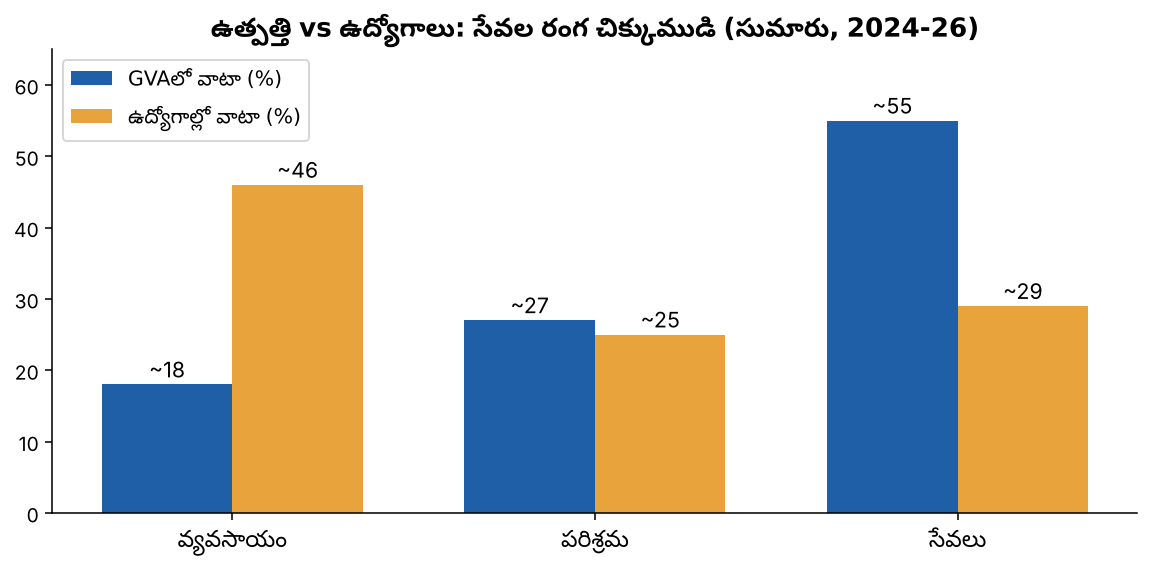 ఉత్పత్తి vs ఉద్యోగాలు: సేవల రంగ చిక్కుముడి (సుమారు, 2024-26)
GVAలో వాటా (%)
ఉద్యోగాల్లో వాటా (%)
60
50
40
30
20
10
0
~18
~46
~27
~25
~55
~29
వ్యవసాయం
పరిశ్రమ
సేవలు